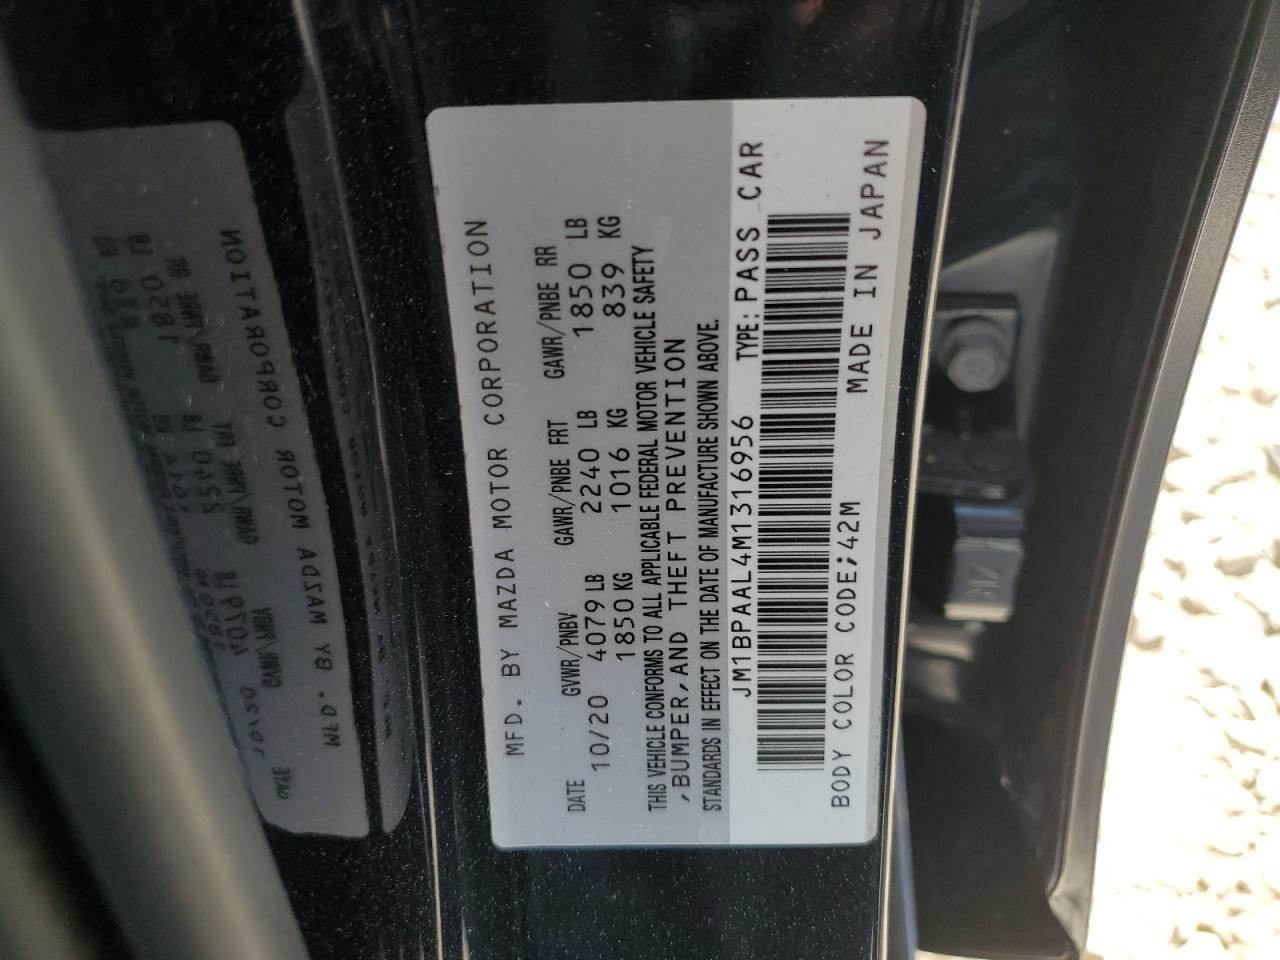 MFD. BY MAZDA MOTOR CORPORATION
DATE GVWR/PNBV GAWR/PNBE FRT GAWR/PNBE RR
10/20 4079 LB 2240 LB 1850 LB
1850 KG 1016 KG 839 KG
THIS VEHICLE CONFORMS TO ALL APPLICABLE FEDERAL MOTOR VEHICLE SAFETY
,BUMPER,AND THEFT PREVENTION
STANDARDS IN EFFECT ON THE DATE OF MANUFACTURE SHOWN ABOVE.
JM1BPAAL4M1316956 TYPE:PASS CAR
BODY COLOR CODE;42M MADE IN JAPAN